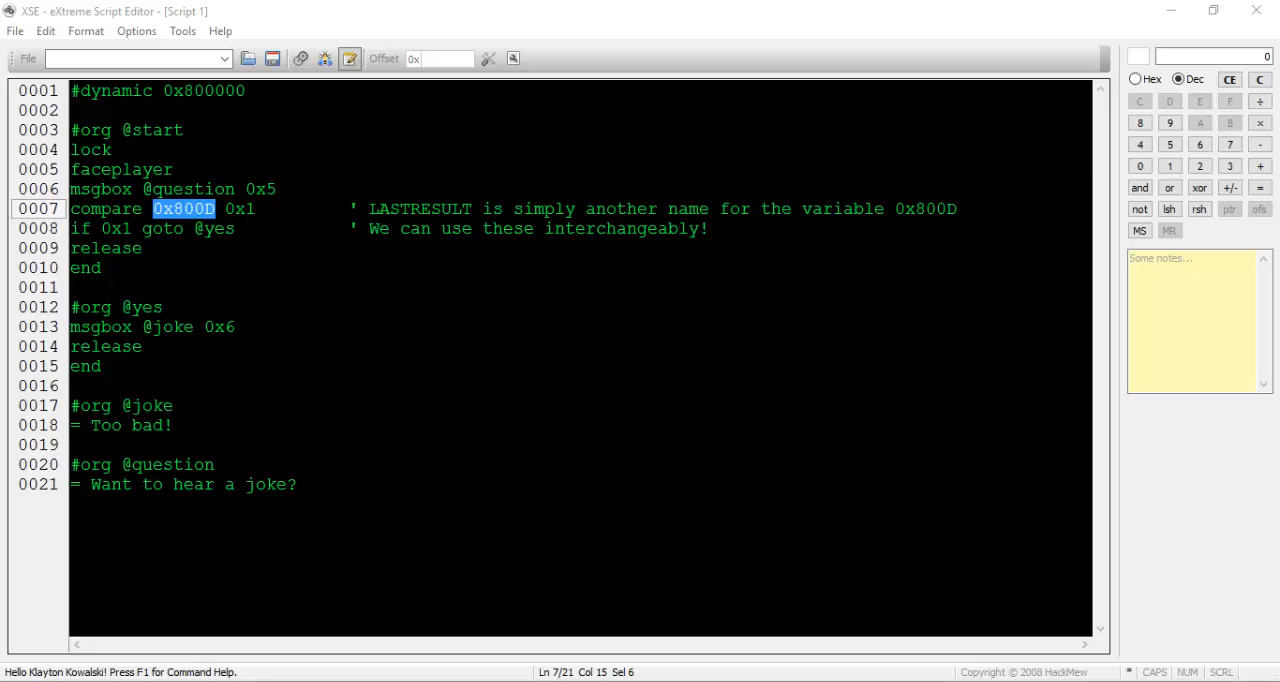 XSE - eXtreme Script Editor - [Script 1]
File Edit Format Options Tools Help
File Offset 0x
0
Hex Dec CE C
C D E F ÷
8 9 A B ×
4 5 6 7 -
0 1 2 3 +
and or xor +/- =
not lsh rsh ptr ofs
MS MR
Some notes...
0001 #dynamic 0x800000
0002
0003 #org @start
0004 lock
0005 faceplayer
0006 msgbox @question 0x5
0007 compare 0x800D 0x1 ' LASTRESULT is simply another name for the variable 0x800D
0008 if 0x1 goto @yes ' We can use these interchangeably!
0009 release
0010 end
0011
0012 #org @yes
0013 msgbox @joke 0x6
0014 release
0015 end
0016
0017 #org @joke
0018 = Too bad!
0019
0020 #org @question
0021 = Want to hear a joke?
Hello Klayton Kowalski! Press F1 for Command Help. Ln 7/21 Col 15 Sel 6 Copyright © 2008 HackMew * CAPS NUM SCRL